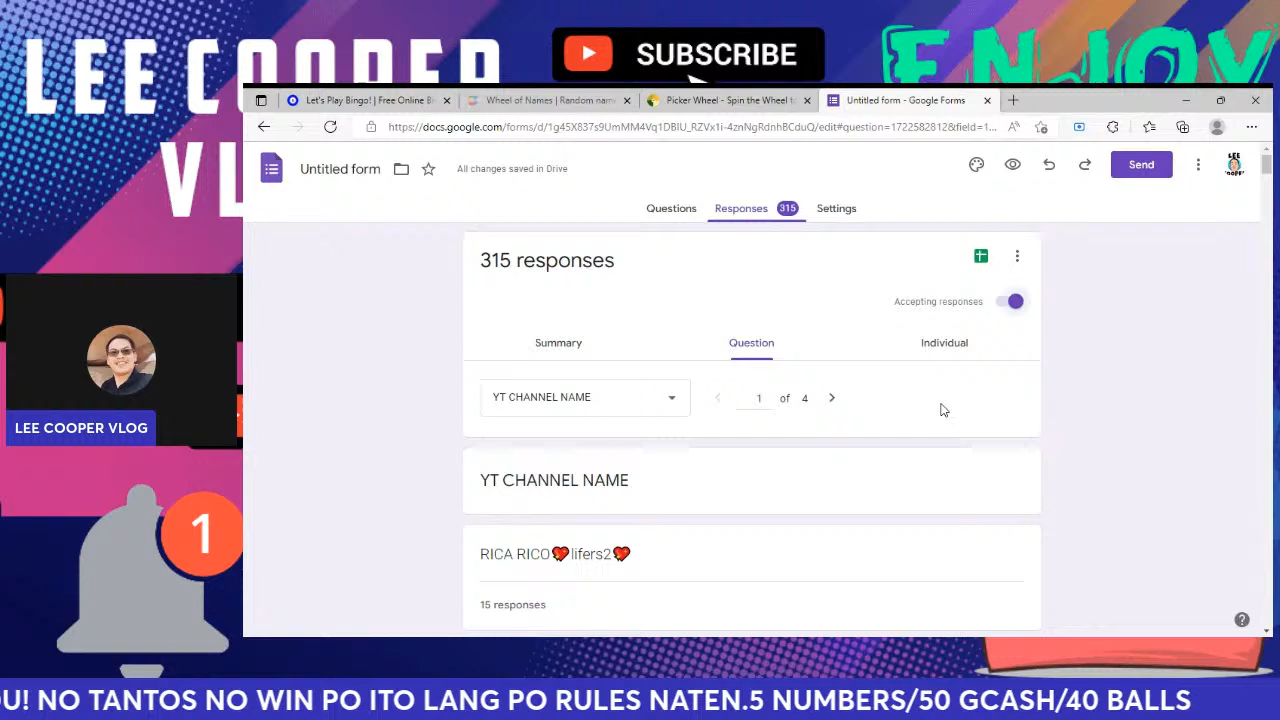 LEE COOPER
VL
SUBSCRIBE
ENJOY
Let's Play Bingo! | Free Online B
Wheel of Names | Random nam
Picker Wheel - Spin the Wheel to
Untitled form - Google Forms
https://docs.google.com/forms/d/1g45X837s9UmMM4Vq1DBIU_RZVx1i-4znNgRdnhBCduQ/edit#question=1722582812&field=1...
Untitled form
All changes saved in Drive
Send
LEE
Questions
Responses 315
Settings
315 responses
Accepting responses
Summary
Question
Individual
YT CHANNEL NAME
1 of 4
YT CHANNEL NAME
RICA RICO💖lifers2💖
15 responses
LEE COOPER VLOG
1
OU! NO TANTOS NO WIN PO ITO LANG PO RULES NATEN.5 NUMBERS/50 GCASH/40 BALLS